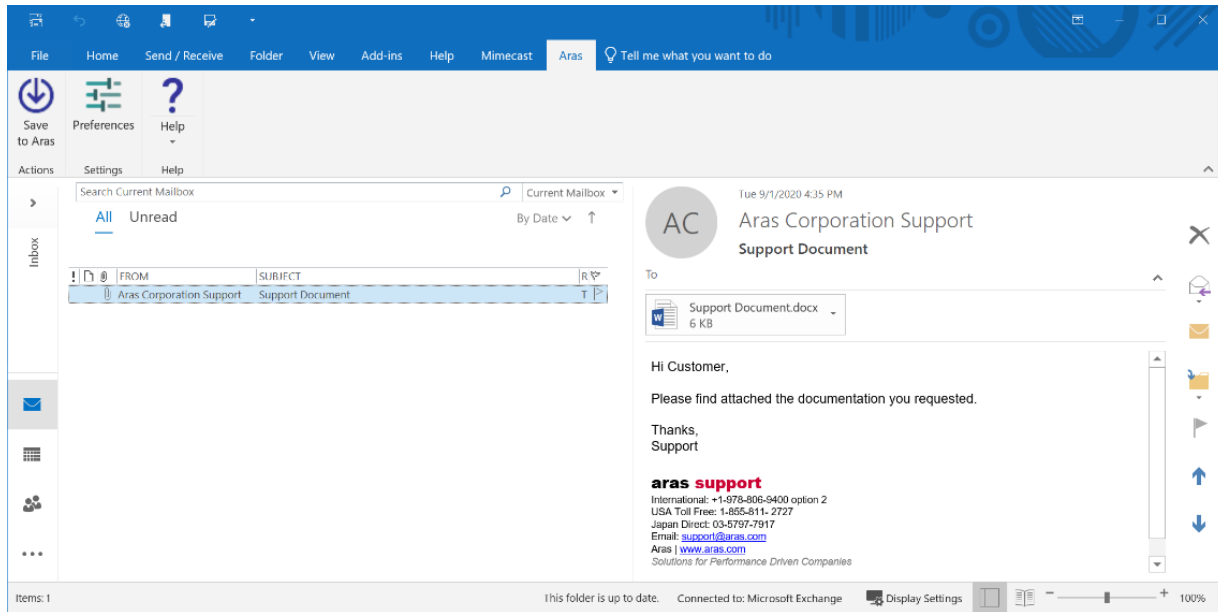 File Home Send / Receive Folder View Add-ins Help Mimecast Aras Tell me what you want to do
Save to Aras
Preferences
Help
Actions Settings Help
Search Current Mailbox Current Mailbox
All Unread By Date
Inbox
! FROM SUBJECT R
Aras Corporation Support Support Document T
AC
Tue 9/1/2020 4:35 PM
Aras Corporation Support
Support Document
To
Support Document.docx
6 KB
Hi Customer,
Please find attached the documentation you requested.
Thanks,
Support
aras support
International: +1-978-806-9400 option 2
USA Toll Free: 1-855-811- 2727
Japan Direct: 03-5797-7917
Email: support@aras.com
Aras | www.aras.com
Solutions for Performance Driven Companies
Items: 1 This folder is up to date. Connected to: Microsoft Exchange Display Settings 100%